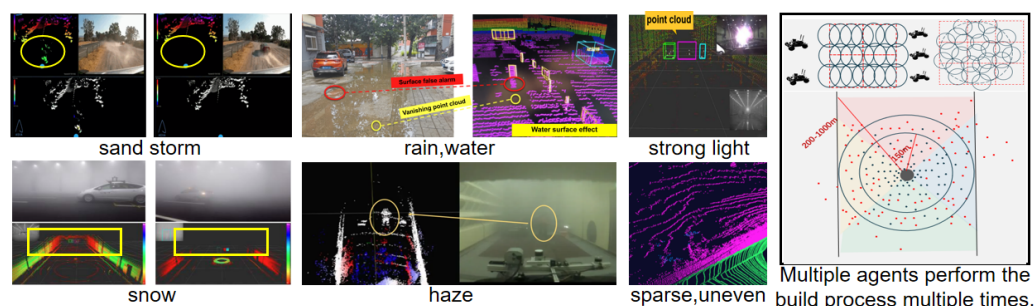 point cloud
Surface false alarm
Vanishing point cloud
Water surface effect
sand storm
rain,water
strong light
200-1000m
150m
snow
haze
sparse,uneven
Multiple agents perform the
build process multiple times.